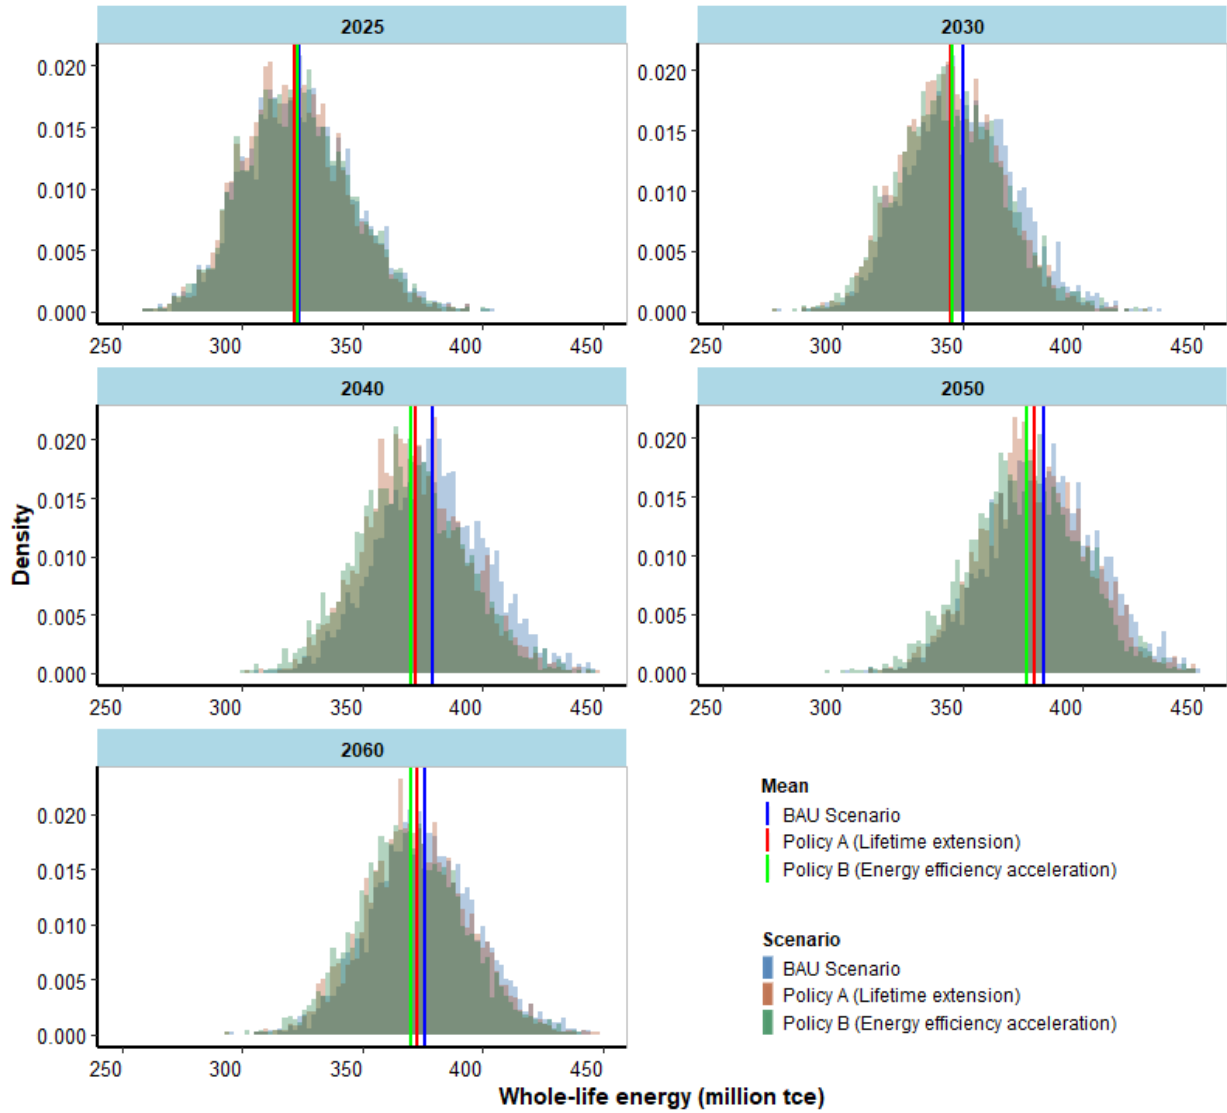 2025
2030
0.020
0.015
0.010
0.005
0.000
250 300 350 400 450
0.020
0.015
0.010
0.005
0.000
250 300 350 400 450
2040
2050
0.020
0.015
0.010
0.005
0.000
250 300 350 400 450
0.020
0.015
0.010
0.005
0.000
250 300 350 400 450
Density
2060
0.020
0.015
0.010
0.005
0.000
250 300 350 400 450
Mean
BAU Scenario
Policy A (Lifetime extension)
Policy B (Energy efficiency acceleration)
Scenario
BAU Scenario
Policy A (Lifetime extension)
Policy B (Energy efficiency acceleration)
Whole-life energy (million tce)